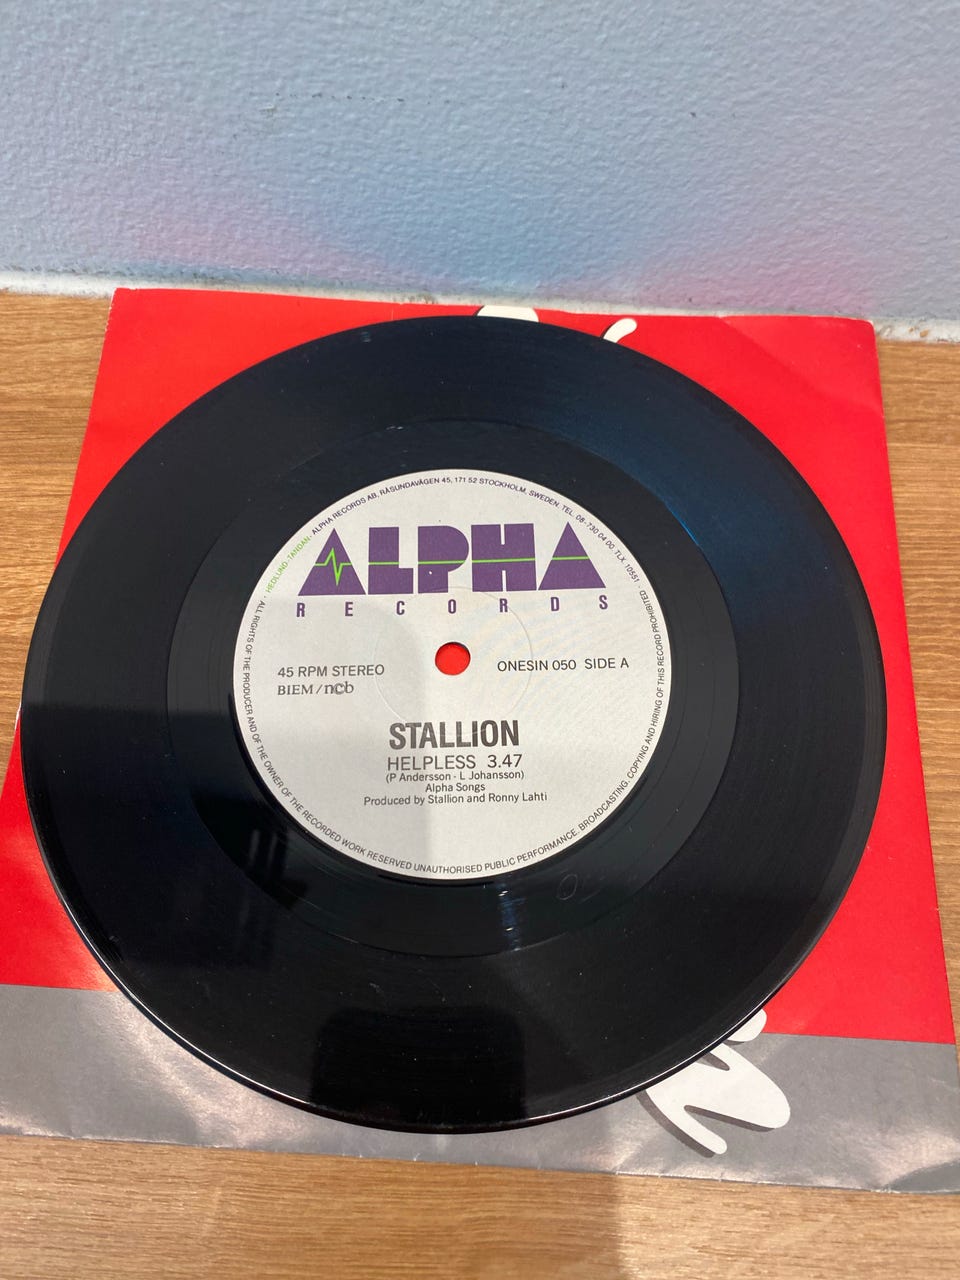 HEDLUND-TANDAN · ALPHA RECORDS AB, RÅSUNDAVÄGEN 45, 171 52 STOCKHOLM, SWEDEN. TEL. 08-730 04 00. TLX. 10551 ·
ALPHA
RECORDS
45 RPM STEREO
BIEM/ncb
ONESIN 050 SIDE A
STALLION
HELPLESS 3.47
(P Andersson - L Johansson)
Alpha Songs
Produced by Stallion and Ronny Lahti
· ALL RIGHTS OF THE PRODUCER AND OF THE OWNER OF THE RECORDED WORK RESERVED UNAUTHORISED PUBLIC PERFORMANCE. BROADCASTING. COPYING AND HIRING OF THIS RECORD PROHIBITED ·